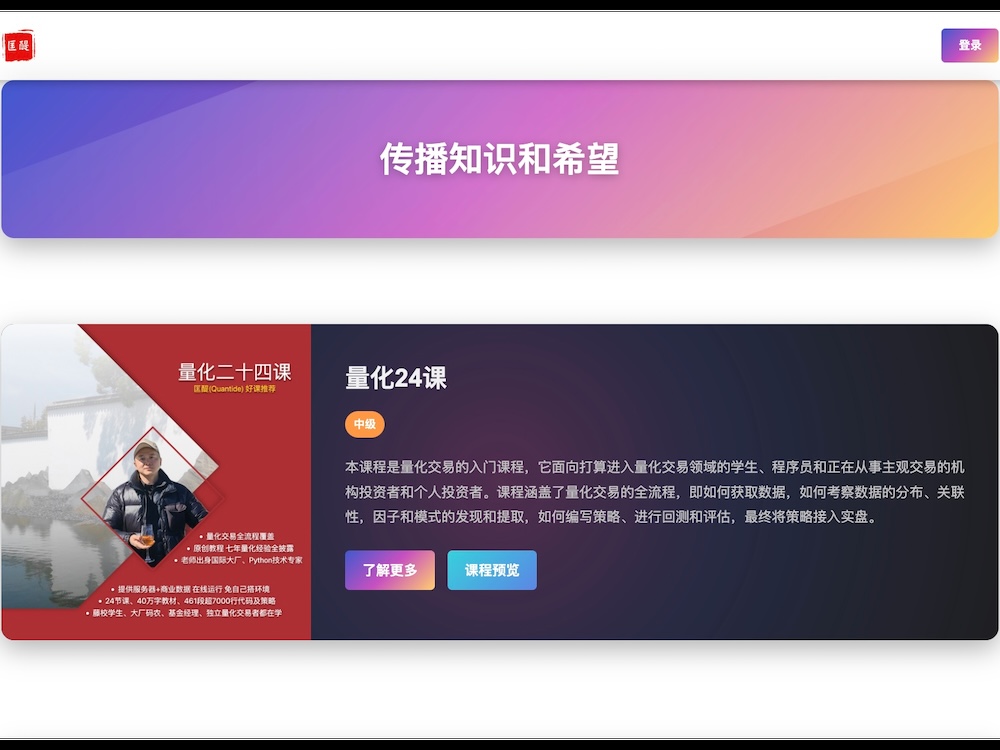 匡醍
登录
传播知识和希望
量化二十四课
匡醍(Quantide) 好课推荐
• 量化交易全流程覆盖
• 原创教程 七年量化经验全披露
• 老师出身国际大厂、Python技术专家
• 提供服务器+商业数据 在线运行 免自己搭环境
• 24节课、40万字教材、461段超7000行代码及策略
• 藤校学生、大厂码农、基金经理、独立量化交易者都在学
量化24课
中级
本课程是量化交易的入门课程，它面向打算进入量化交易领域的学生、程序员和正在从事主观交易的机
构投资者和个人投资者。课程涵盖了量化交易的全流程，即如何获取数据，如何考察数据的分布、关联
性，因子和模式的发现和提取，如何编写策略、进行回测和评估，最终将策略接入实盘。
了解更多
课程预览